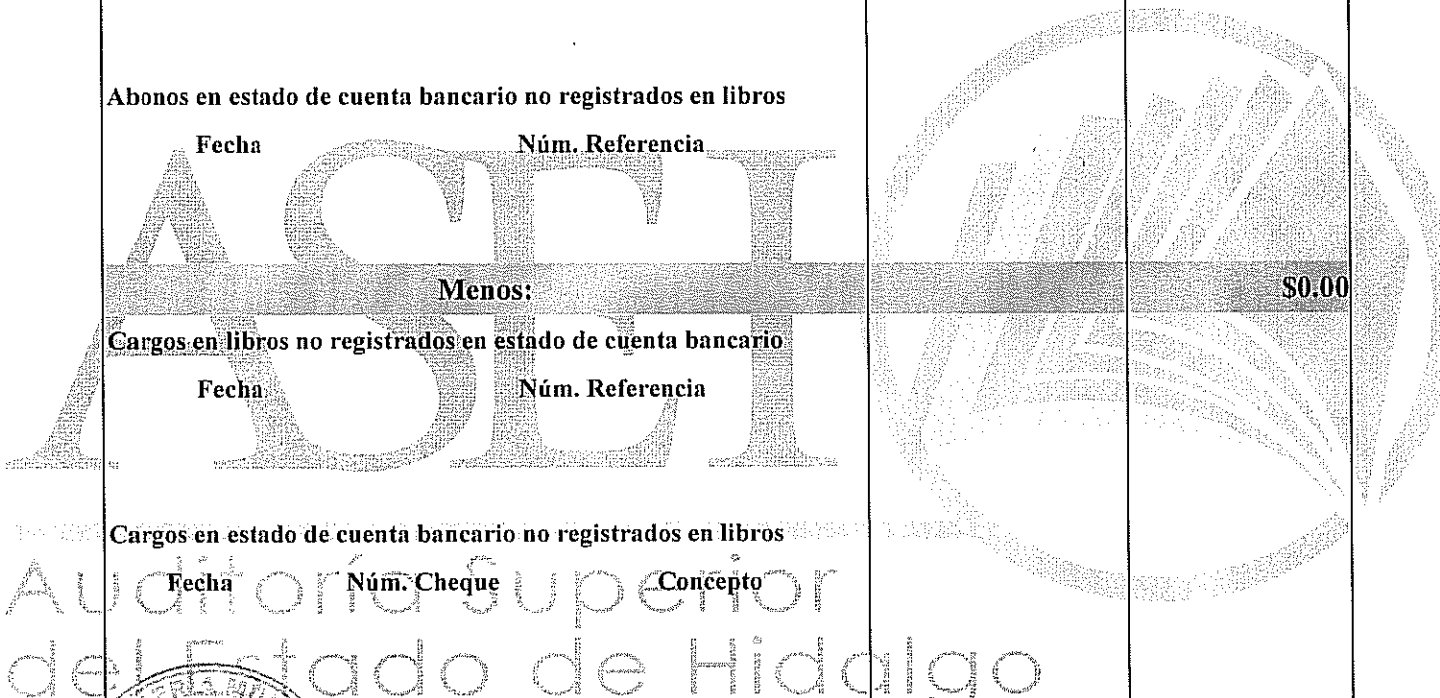 Abonos en estado de cuenta bancario no registrados en libros
Fecha Núm. Referencia
ASEH
Menos: $0.00
Cargos en libros no registrados en estado de cuenta bancario
Fecha Núm. Referencia
Cargos en estado de cuenta bancario no registrados en libros
Fecha Núm. Cheque Concepto
Auditoría Superior
del Estado de Hidalgo